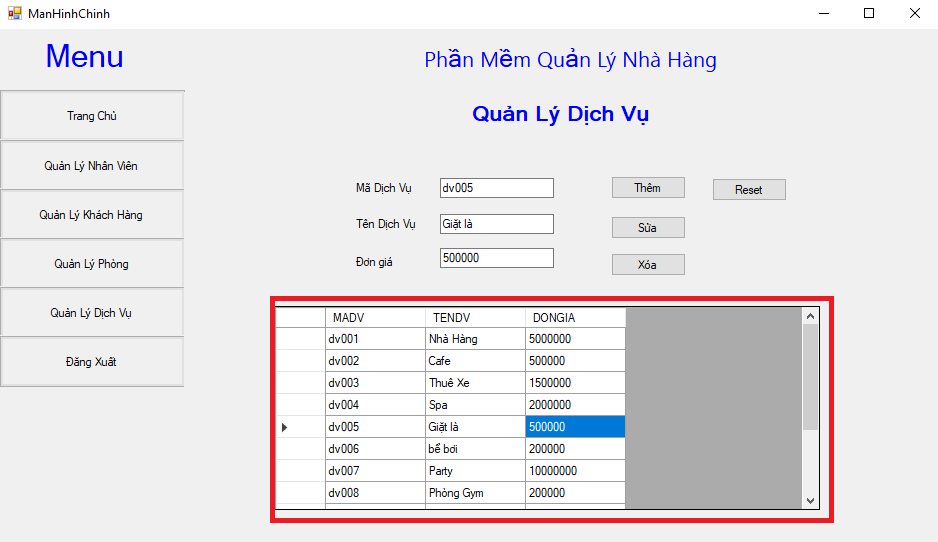 ManHinhChinh
Menu
Phần Mềm Quản Lý Nhà Hàng
Quản Lý Dịch Vụ
Trang Chủ
Quản Lý Nhân Viên
Quản Lý Khách Hàng
Quản Lý Phòng
Quản Lý Dịch Vụ
Đăng Xuất
Mã Dịch Vụ dv005 Thêm Reset
Tên Dịch Vụ Giặt là Sửa
Đơn giá 500000 Xóa
MADV TENDV DONGIA
dv001 Nhà Hàng 5000000
dv002 Cafe 500000
dv003 Thuê Xe 1500000
dv004 Spa 2000000
dv005 Giặt là 500000
dv006 bể bơi 200000
dv007 Party 10000000
dv008 Phòng Gym 200000